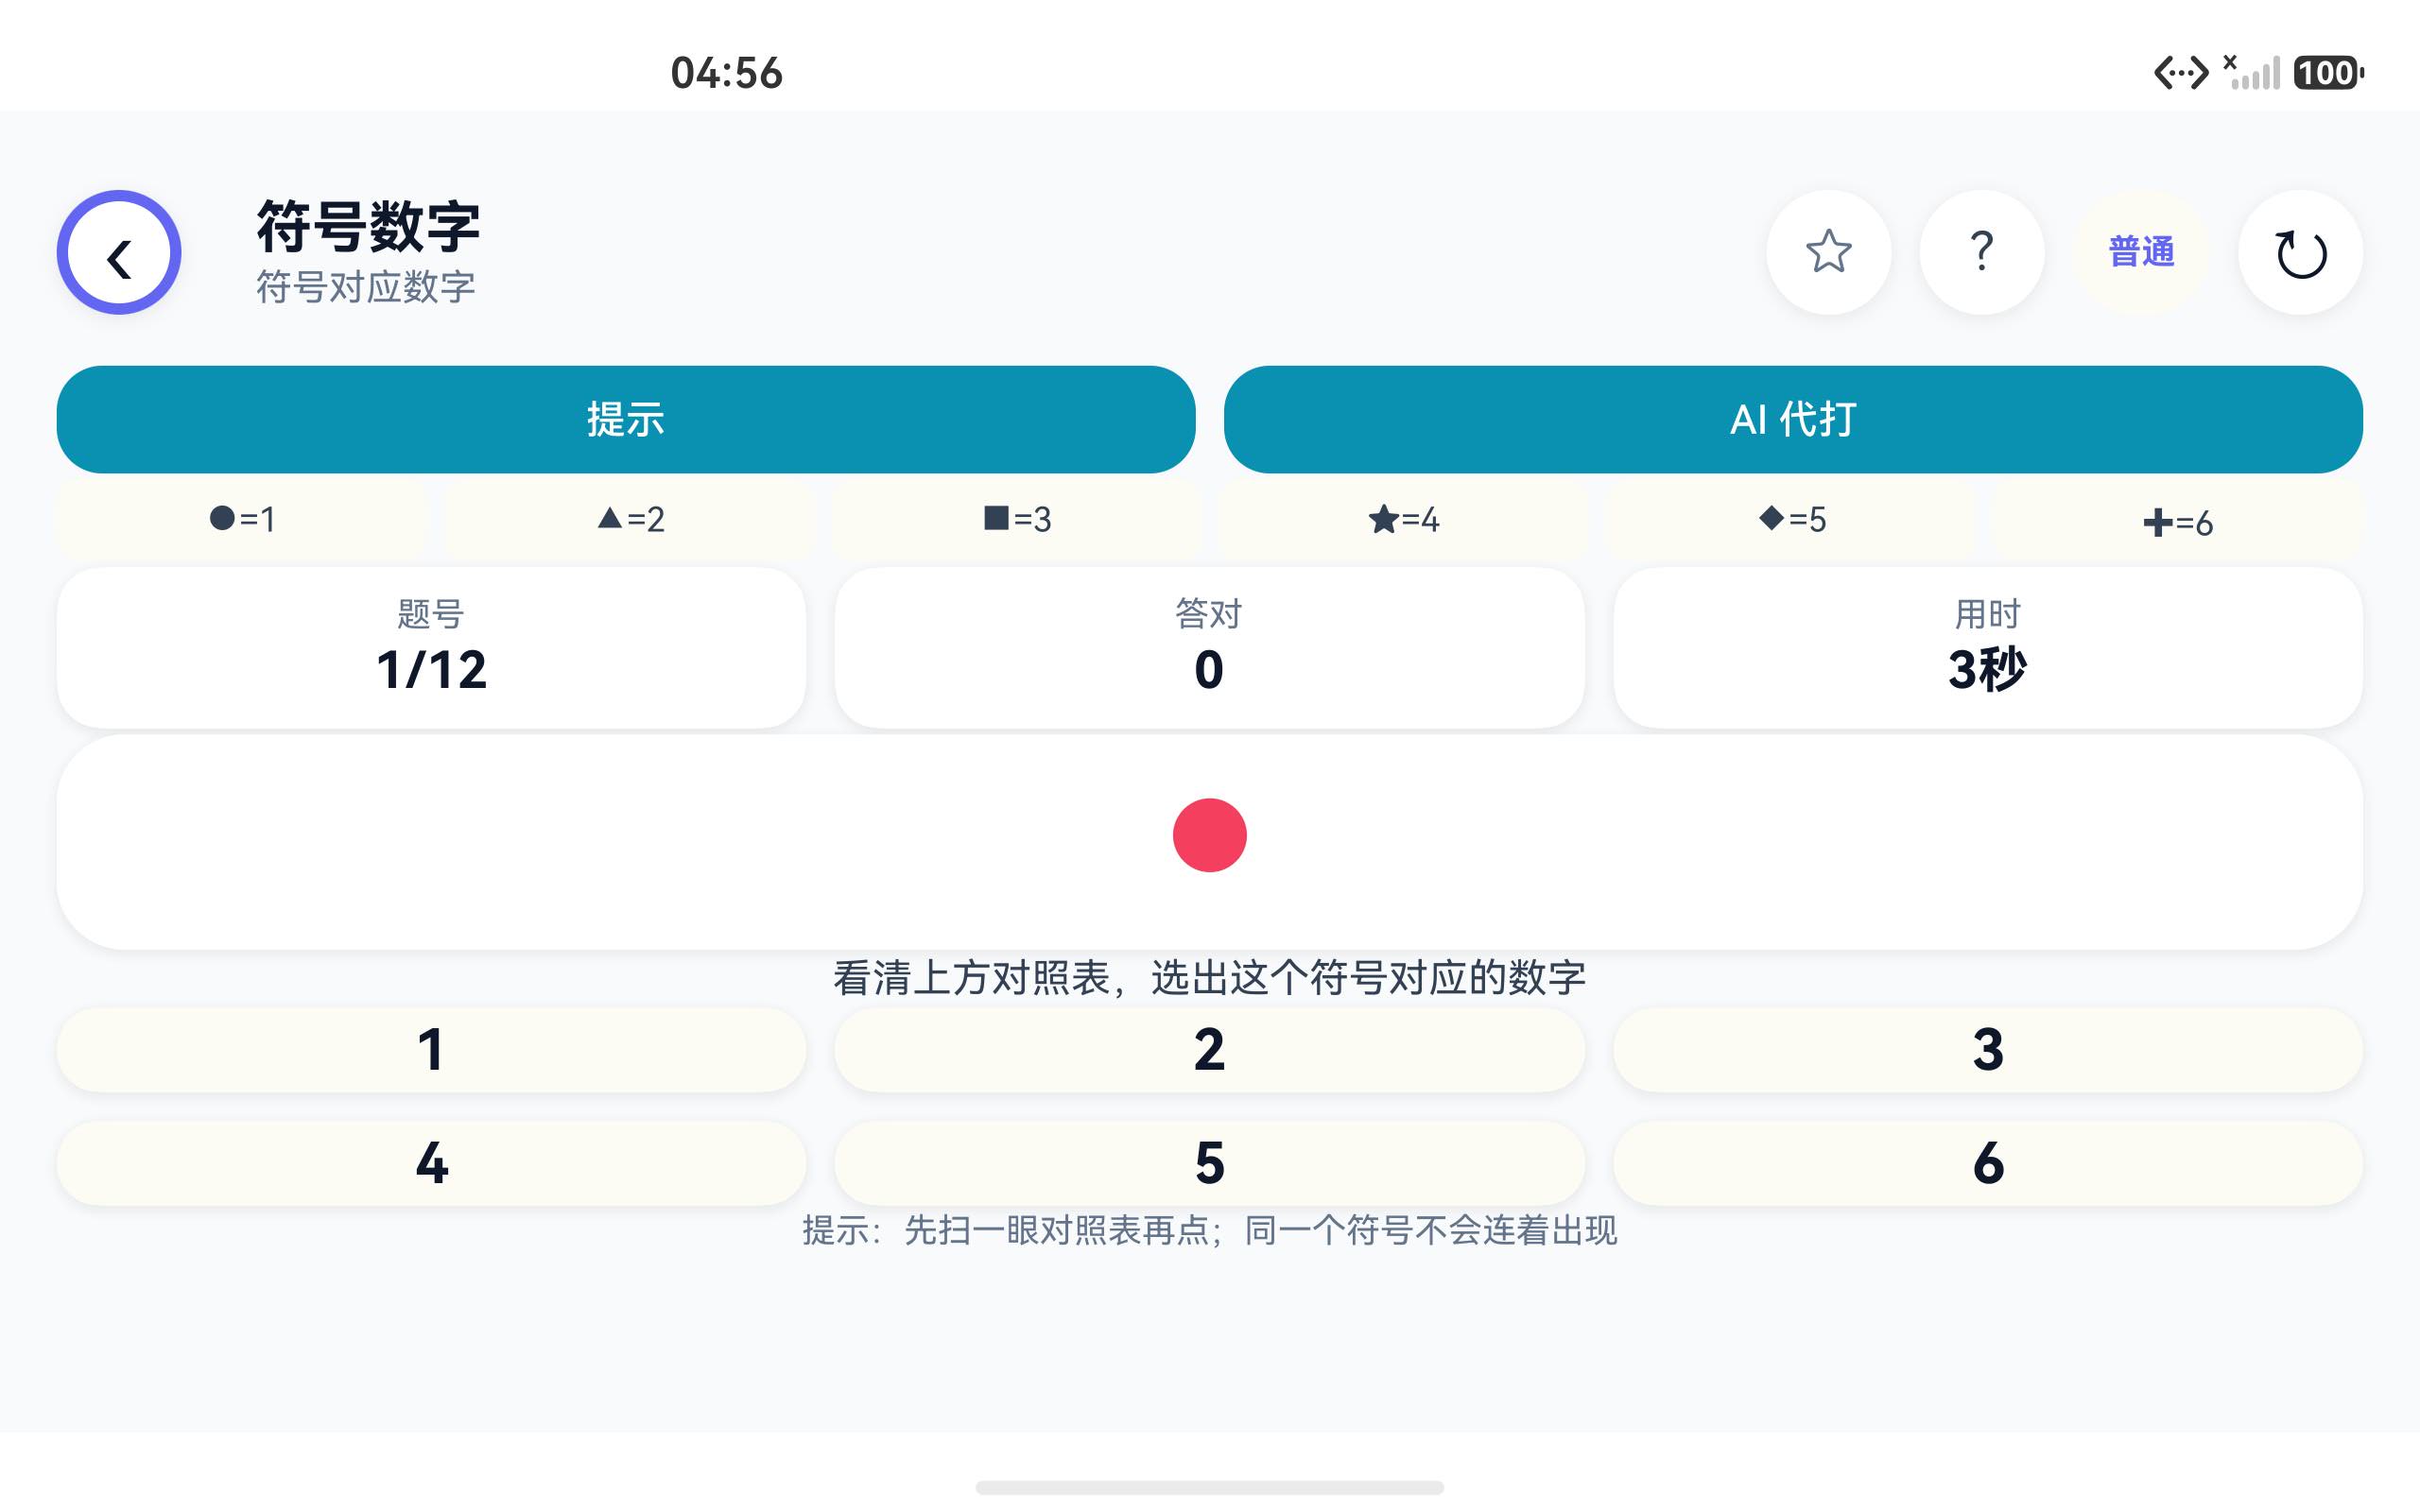 04:56
100
符号数字
符号对应数字
?
普通
提示
AI 代打
●=1
▲=2
■=3
★=4
◆=5
✚=6
题号
1/12
答对
0
用时
3秒
看清上方对照表，选出这个符号对应的数字
1
2
3
4
5
6
提示：先扫一眼对照表再点；同一个符号不会连着出现